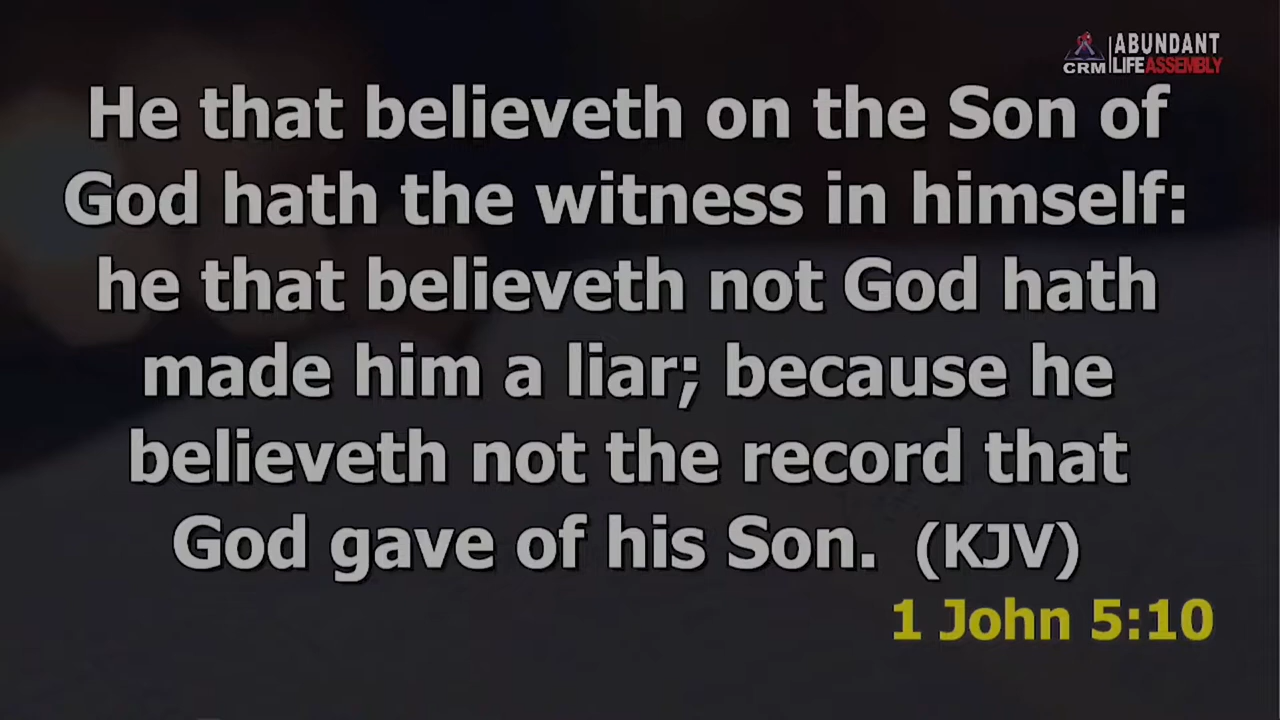 ABUNDANT
CRM LIFE ASSEMBLY
He that believeth on the Son of
God hath the witness in himself:
he that believeth not God hath
made him a liar; because he
believeth not the record that
God gave of his Son. (KJV)
1 John 5:10